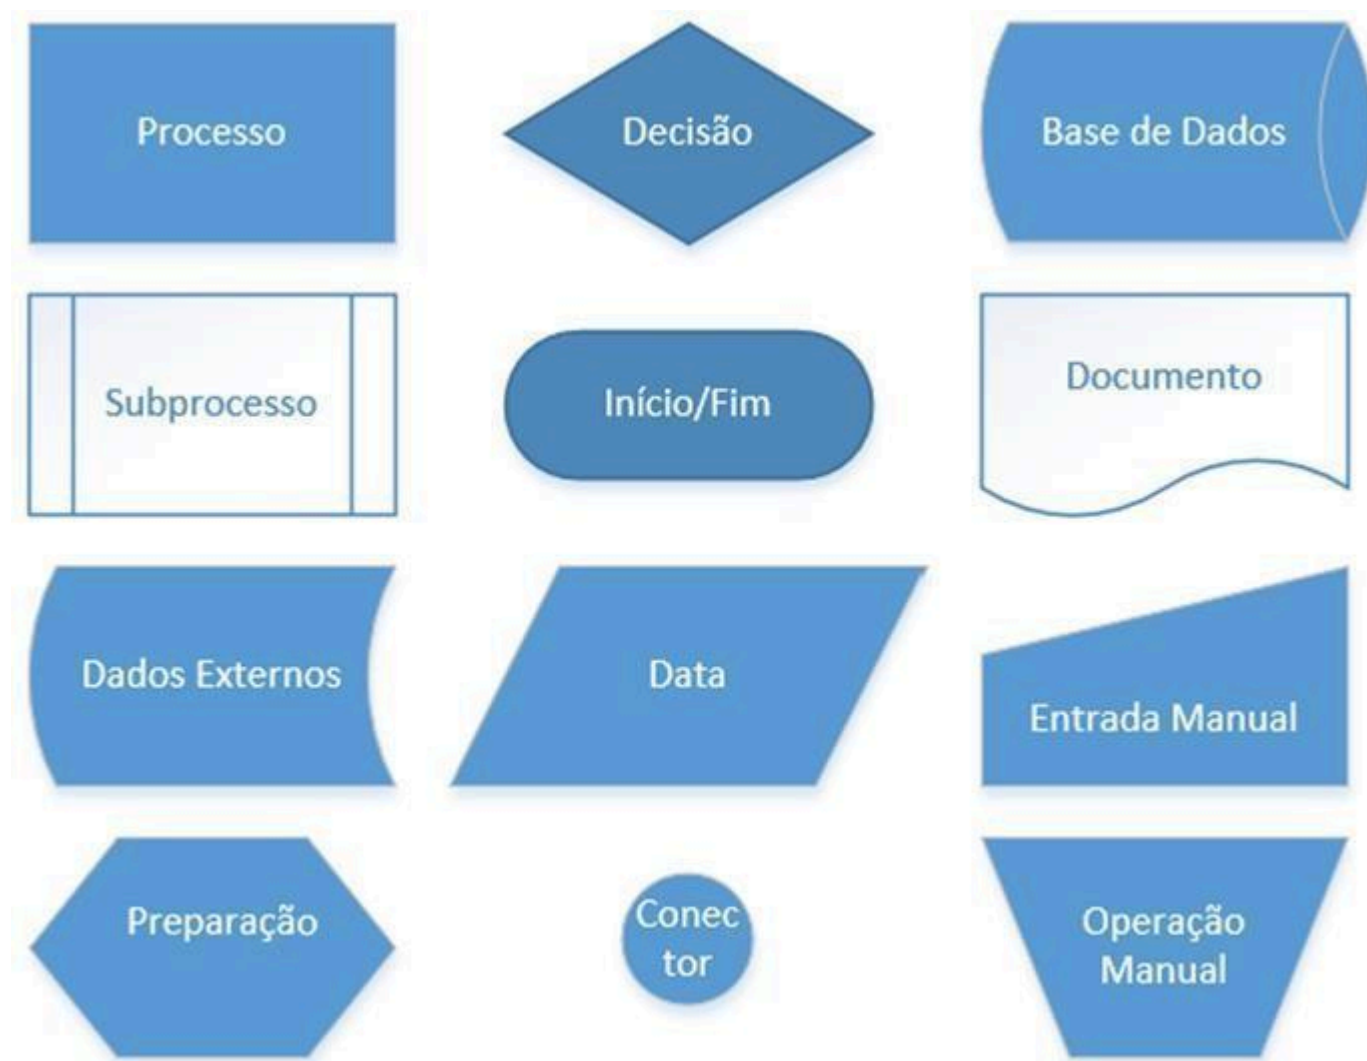 Processo
Decisão
Base de Dados
Subprocesso
Início/Fim
Documento
Dados Externos
Data
Entrada Manual
Preparação
Conec
tor
Operação
Manual